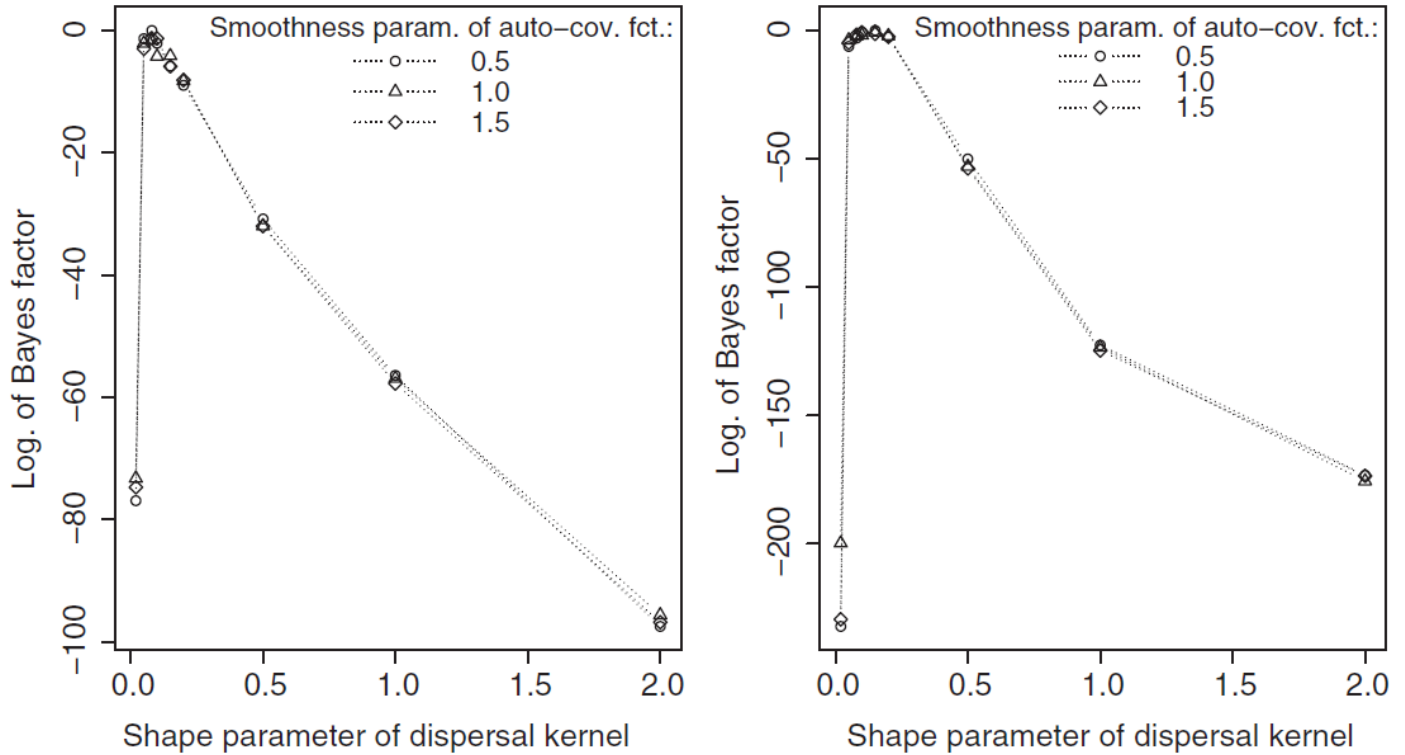 Smoothness param. of auto−cov. fct.:
0.5
1.0
1.5
Log. of Bayes factor
0
−20
−40
−60
−80
−100
0.0 0.5 1.0 1.5 2.0
Shape parameter of dispersal kernel
Smoothness param. of auto−cov. fct.:
0.5
1.0
1.5
Log. of Bayes factor
0
−50
−100
−150
−200
0.0 0.5 1.0 1.5 2.0
Shape parameter of dispersal kernel